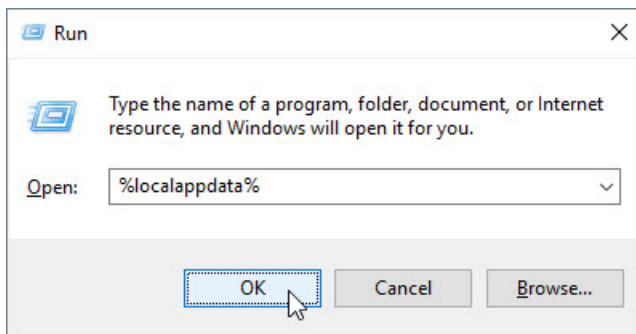 Run
Type the name of a program, folder, document, or Internet
resource, and Windows will open it for you.
Open: %localappdata%
OK Cancel Browse...